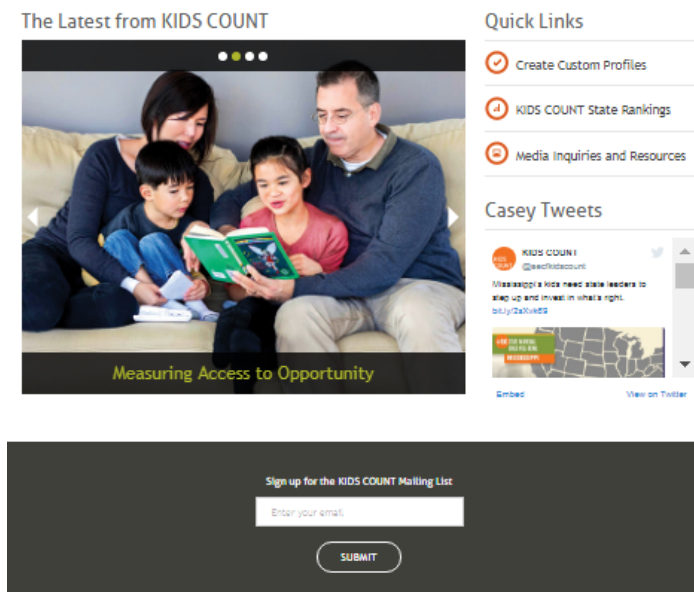 The Latest from KIDS COUNT
Measuring Access to Opportunity
Quick Links
Create Custom Profiles
KIDS COUNT State Rankings
Media Inquiries and Resources
Casey Tweets
KIDS COUNT
@aecfkidscount
Mississippi's kids need state leaders to
step up and invest in what's right.
MISSISSIPPI
Embed
View on Twitter
Sign up for the KIDS COUNT Mailing List
Enter your email
SUBMIT